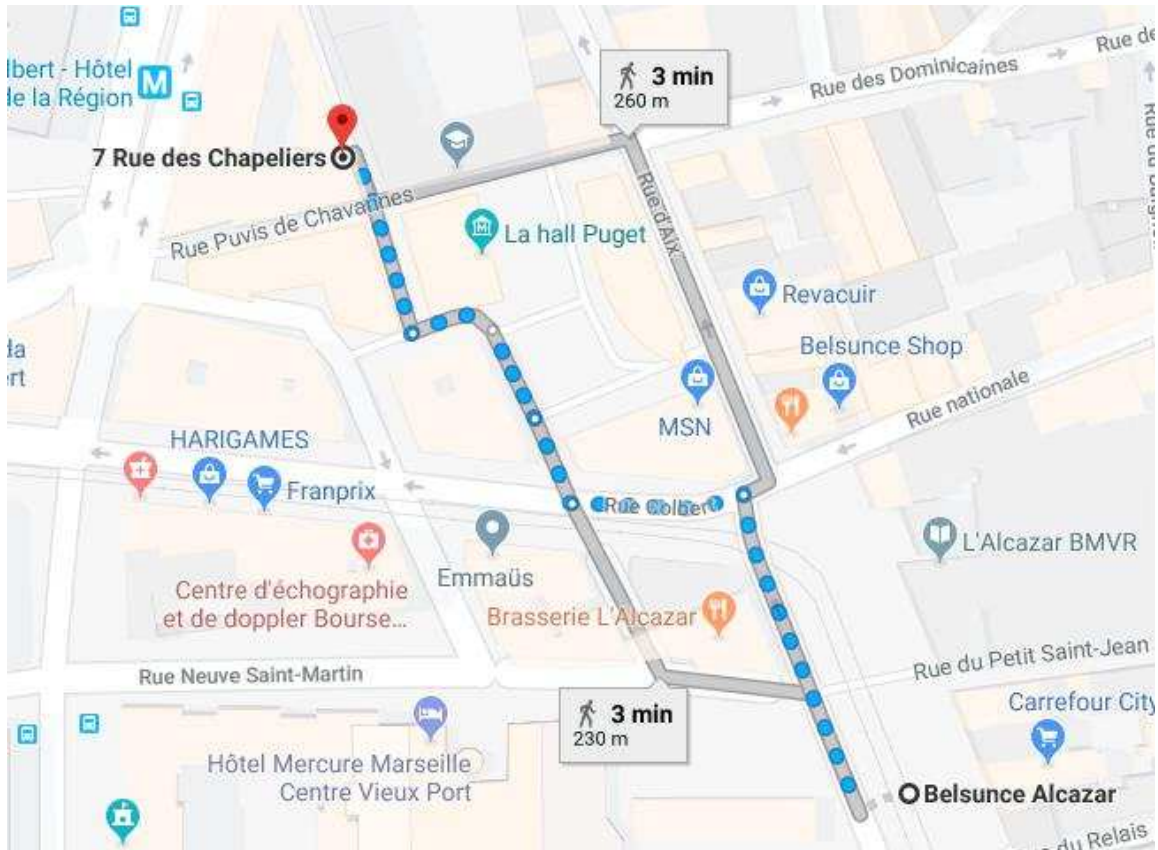 lbert - Hôtel
de la Région
M
7 Rue des Chapeliers
3 min
260 m
Rue des Dominicaines
Rue de
Rue Puvis de Chavannes
Rue d'Aix
La hall Puget
Revacuir
Belsunce Shop
MSN
Rue nationale
HARIGAMES
Franprix
Rue Colbert
Emmaüs
L'Alcazar BMVR
Centre d'échographie
et de doppler Bourse...
Brasserie L'Alcazar
Rue Neuve Saint-Martin
Rue du Petit Saint-Jean
3 min
230 m
Carrefour City
Hôtel Mercure Marseille
Centre Vieux Port
Belsunce Alcazar
ue du Relais